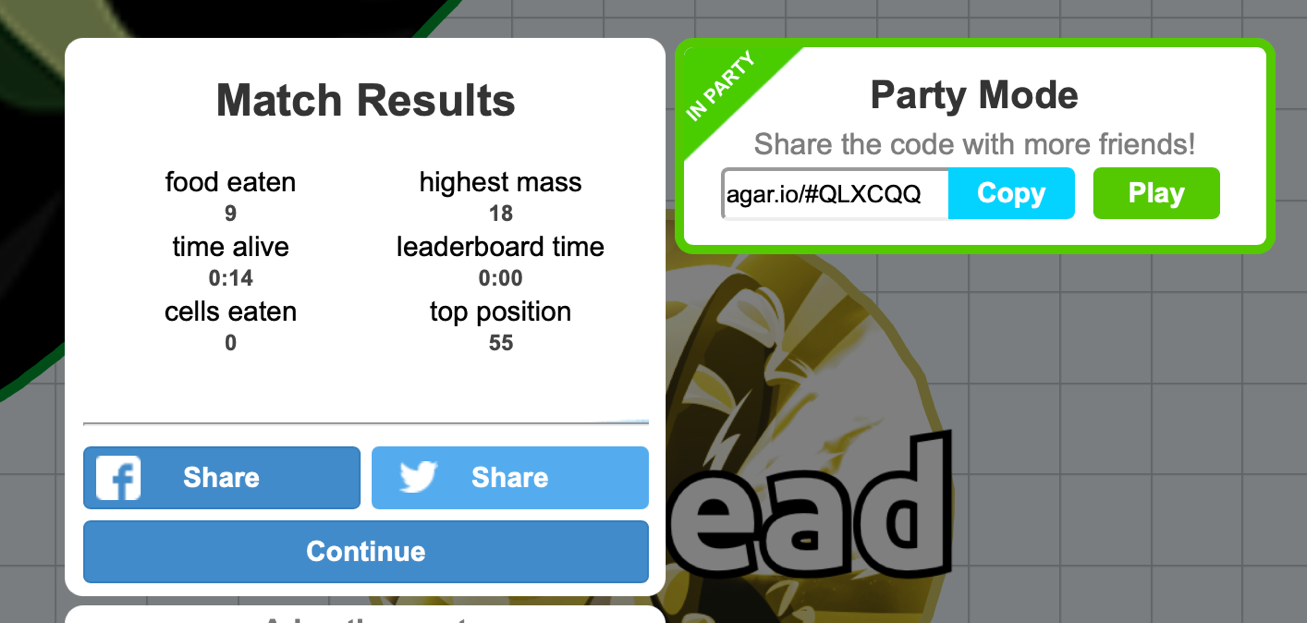 Match Results
food eaten
9
highest mass
18
time alive
0:14
leaderboard time
0:00
cells eaten
0
top position
55
Share
Share
Continue
IN PARTY
Party Mode
Share the code with more friends!
agar.io/#QLXCQQ
Copy
Play
ead